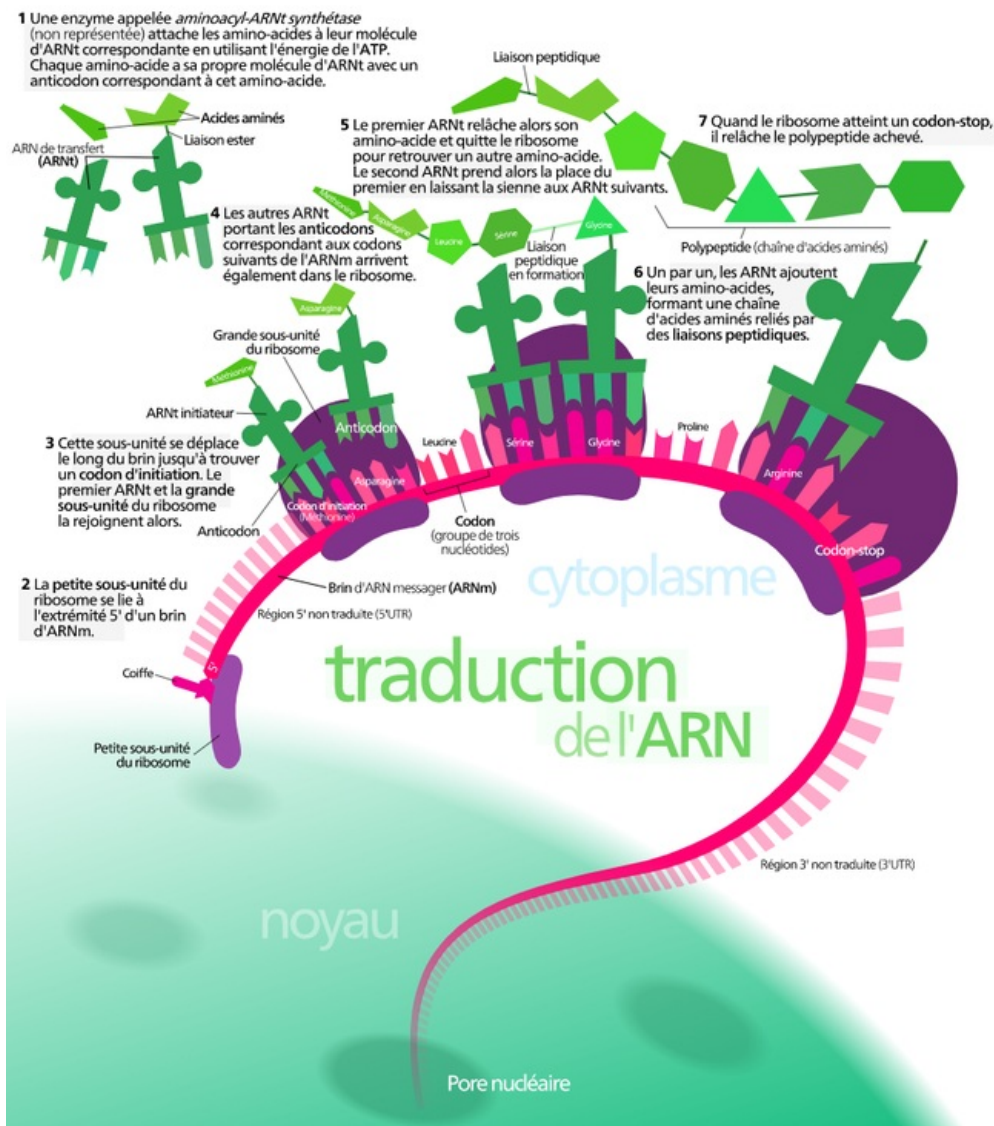 1 Une enzyme appelée aminoacyl-ARNt synthétase
(non représentée) attache les amino-acides à leur molécule
d'ARNt correspondante en utilisant l'énergie de l'ATP.
Chaque amino-acide a sa propre molécule d'ARNt avec un
anticodon correspondant à cet amino-acide.
Acides aminés
Liaison ester
ARN de transfert
(ARNt)
Liaison peptidique
5 Le premier ARNt relâche alors son
amino-acide et quitte le ribosome
pour retrouver un autre amino-acide.
Le second ARNt prend alors la place du
premier en laissant la sienne aux ARNt suivants.
7 Quand le ribosome atteint un codon-stop,
il relâche le polypeptide achevé.
Polypeptide (chaîne d'acides aminés)
4 Les autres ARNt
portant les anticodons
correspondant aux codons
suivants de l'ARNm arrivent
également dans le ribosome.
Méthionine
Asparagine
Leucine
Sérine
Glycine
Liaison
peptidique
en formation
6 Un par un, les ARNt ajoutent
leurs amino-acides,
formant une chaîne
d'acides aminés reliés par
des liaisons peptidiques.
Asparagine
Grande sous-unité
du ribosome
Méthionine
ARNt initiateur
3 Cette sous-unité se déplace
le long du brin jusqu'à trouver
un codon d'initiation. Le
premier ARNt et la grande
sous-unité du ribosome
la rejoignent alors.
Anticodon
Anticodon
Codon d'initiation
(Méthionine)
Asparagine
Leucine
Sérine
Glycine
Proline
Arginine
Codon-stop
Codon
(groupe de trois
nucléotides)
cytoplasme
2 La petite sous-unité du
ribosome se lie à
l'extrémité 5' d'un brin
d'ARNm.
Brin d'ARN messager (ARNm)
Région 5' non traduite (5'UTR)
5'
Coiffe
Petite sous-unité
du ribosome
traduction
de l'ARN
Région 3' non traduite (3'UTR)
noyau
Pore nucléaire